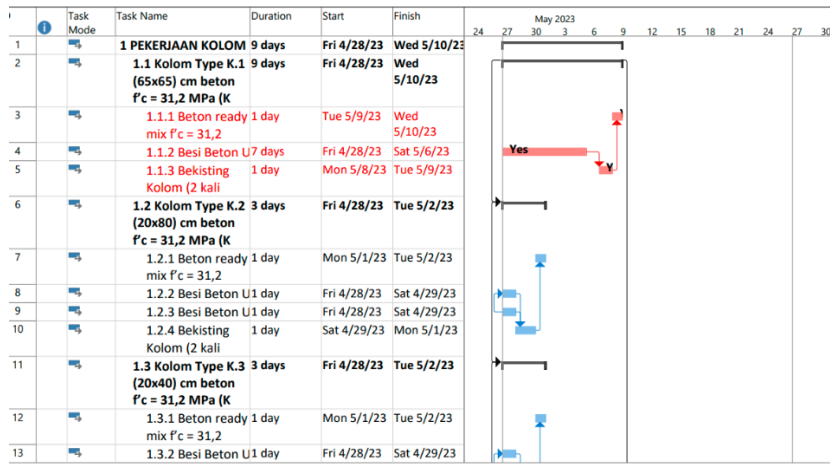 Task Mode Task Name Duration Start Finish
May 2023
24 27 30 3 6 9 12 15 18 21 24 27 30
1 1 PEKERJAAN KOLOM 9 days Fri 4/28/23 Wed 5/10/23
2 1.1 Kolom Type K.1 9 days Fri 4/28/23 Wed
(65x65) cm beton 5/10/23
f'c = 31,2 MPa (K
3 1.1.1 Beton ready 1 day Tue 5/9/23 Wed
mix f'c = 31,2 5/10/23
4 1.1.2 Besi Beton U 7 days Fri 4/28/23 Sat 5/6/23 Yes
5 1.1.3 Bekisting 1 day Mon 5/8/23 Tue 5/9/23 Y
Kolom (2 kali
6 1.2 Kolom Type K.2 3 days Fri 4/28/23 Tue 5/2/23
(20x80) cm beton
f'c = 31,2 MPa (K
7 1.2.1 Beton ready 1 day Mon 5/1/23 Tue 5/2/23
mix f'c = 31,2
8 1.2.2 Besi Beton U 1 day Fri 4/28/23 Sat 4/29/23
9 1.2.3 Besi Beton U 1 day Fri 4/28/23 Sat 4/29/23
10 1.2.4 Bekisting 1 day Sat 4/29/23 Mon 5/1/23
Kolom (2 kali
11 1.3 Kolom Type K.3 3 days Fri 4/28/23 Tue 5/2/23
(20x40) cm beton
f'c = 31,2 MPa (K
12 1.3.1 Beton ready 1 day Mon 5/1/23 Tue 5/2/23
mix f'c = 31,2
13 1.3.2 Besi Beton U 1 day Fri 4/28/23 Sat 4/29/23